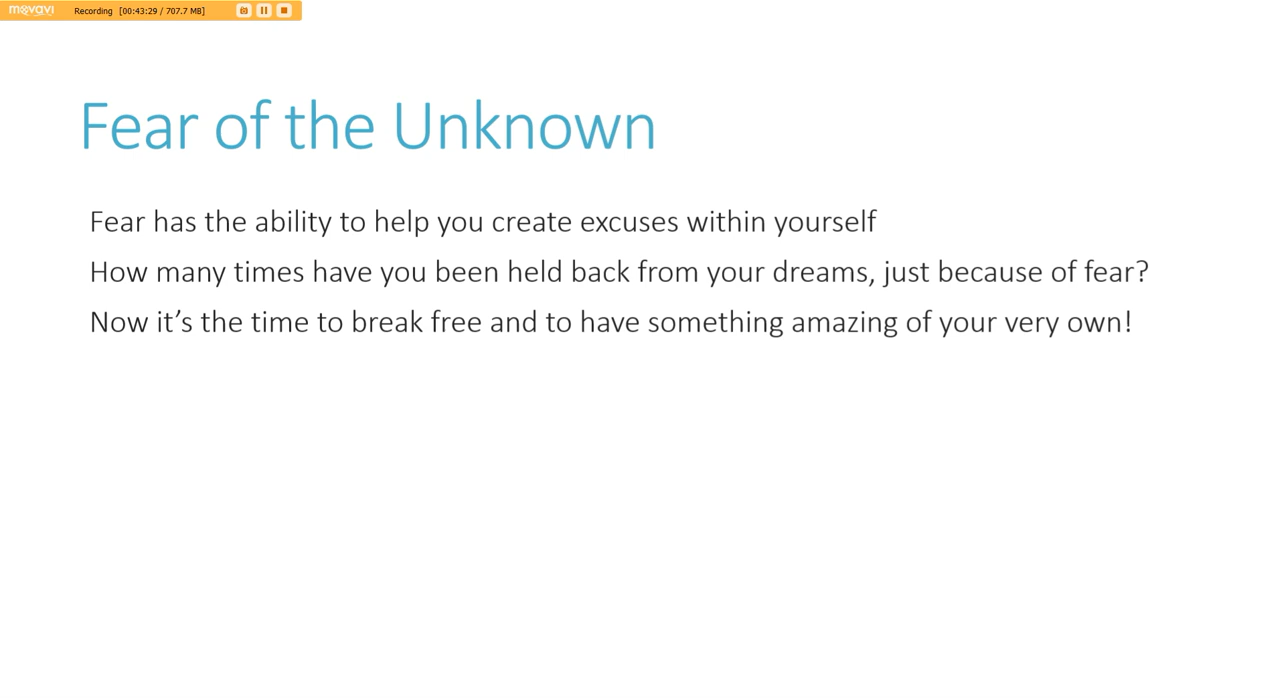 movavi
Recording [00:43:29 / 707.7 MB]
Fear of the Unknown
Fear has the ability to help you create excuses within yourself
How many times have you been held back from your dreams, just because of fear?
Now it’s the time to break free and to have something amazing of your very own!